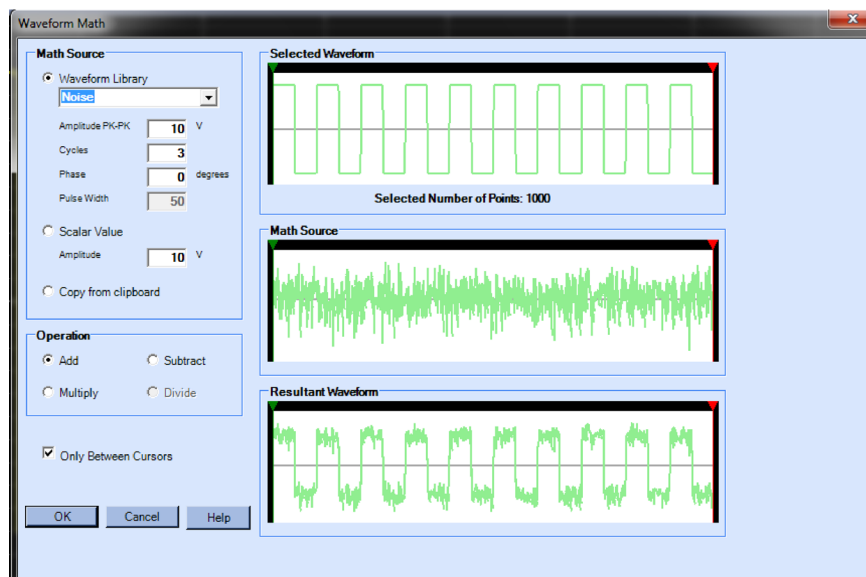 Waveform Math
Math Source
Waveform Library
Noise
Amplitude PK-PK 10 V
Cycles 3
Phase 0 degrees
Pulse Width 50
Scalar Value
Amplitude 10 V
Copy from clipboard
Operation
Add Subtract
Multiply Divide
Only Between Cursors
OK Cancel Help
Selected Waveform
Selected Number of Points: 1000
Math Source
Resultant Waveform